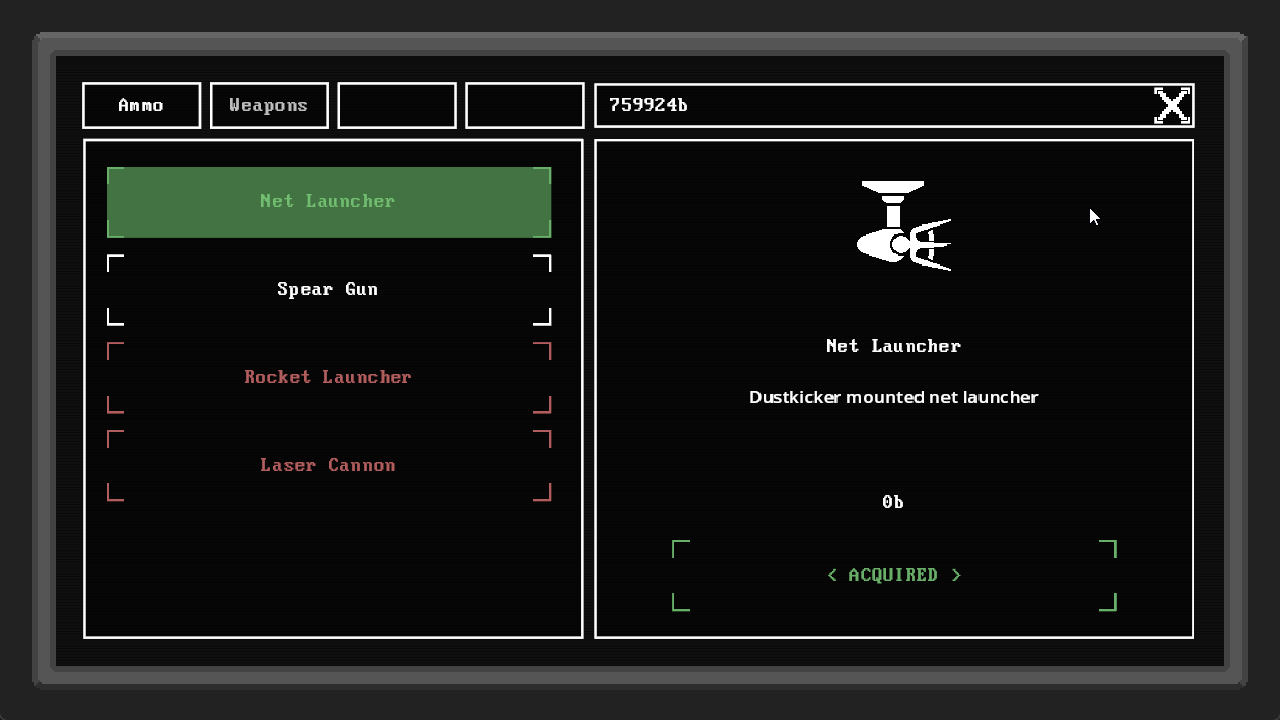 Ammo
Weapons
759924b
Net Launcher
Spear Gun
Rocket Launcher
Laser Cannon
Net Launcher
Dustkicker mounted net launcher
0b
< ACQUIRED >